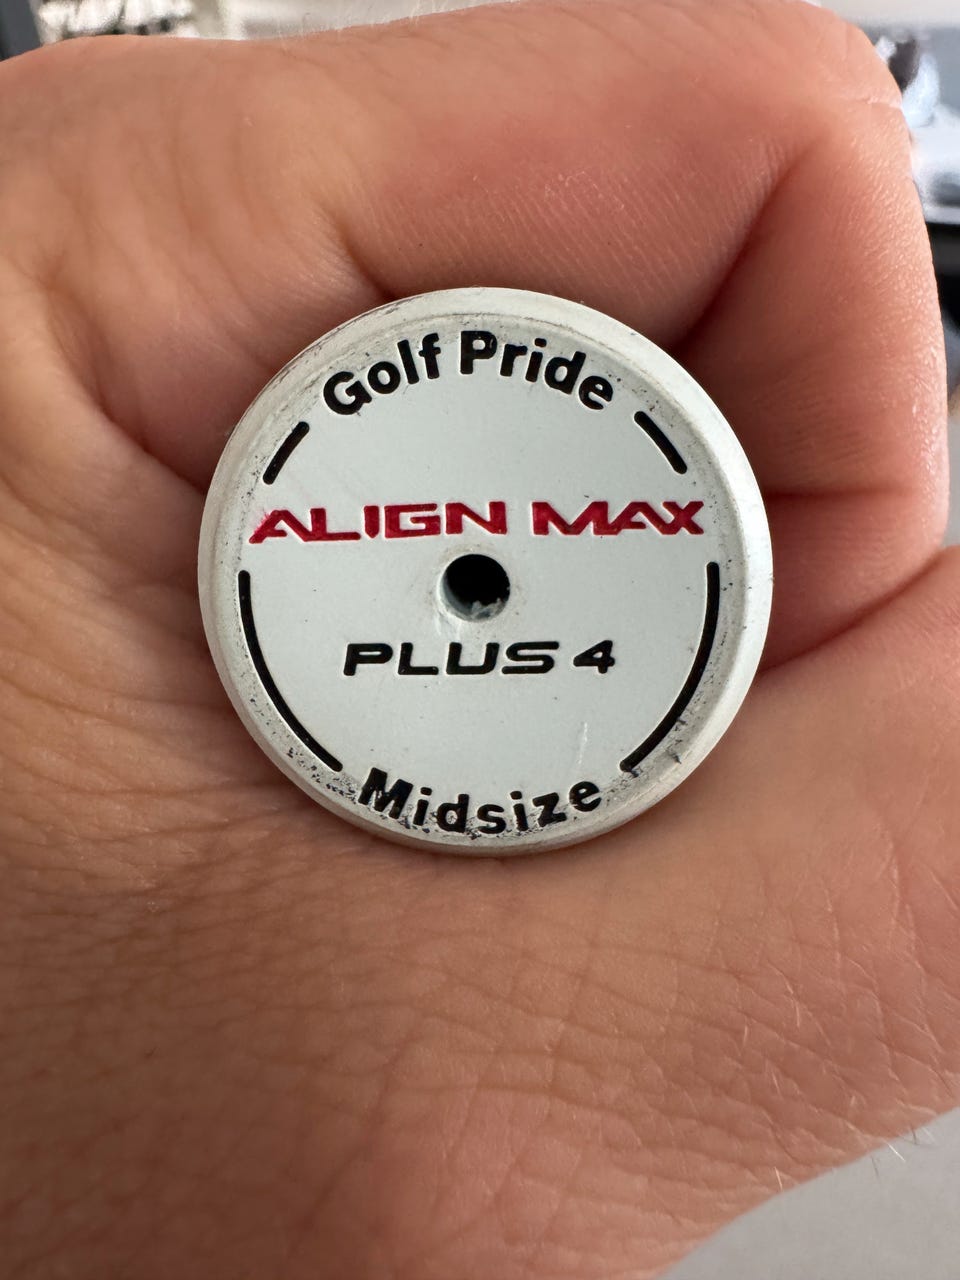 Golf Pride
ALIGN MAX
PLUS 4
Midsize